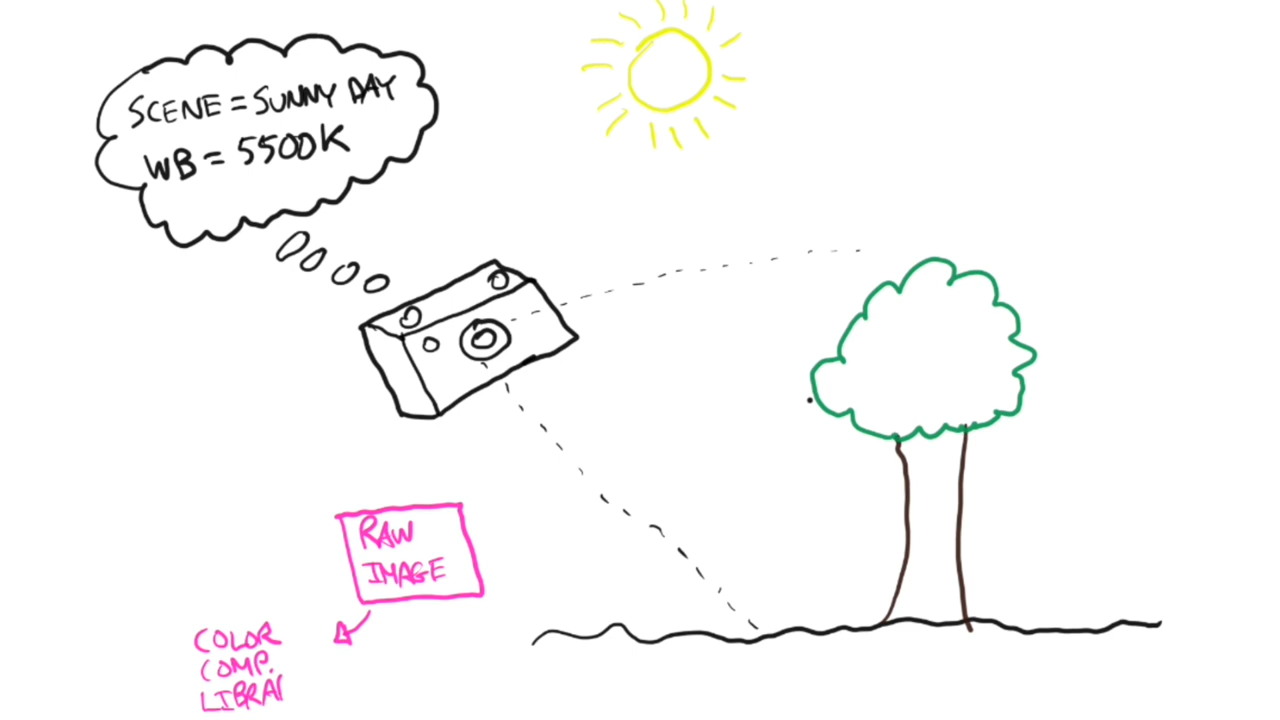 SCENE = SUNNY DAY
WB = 5500K
RAW
IMAGE
COLOR
COMP.